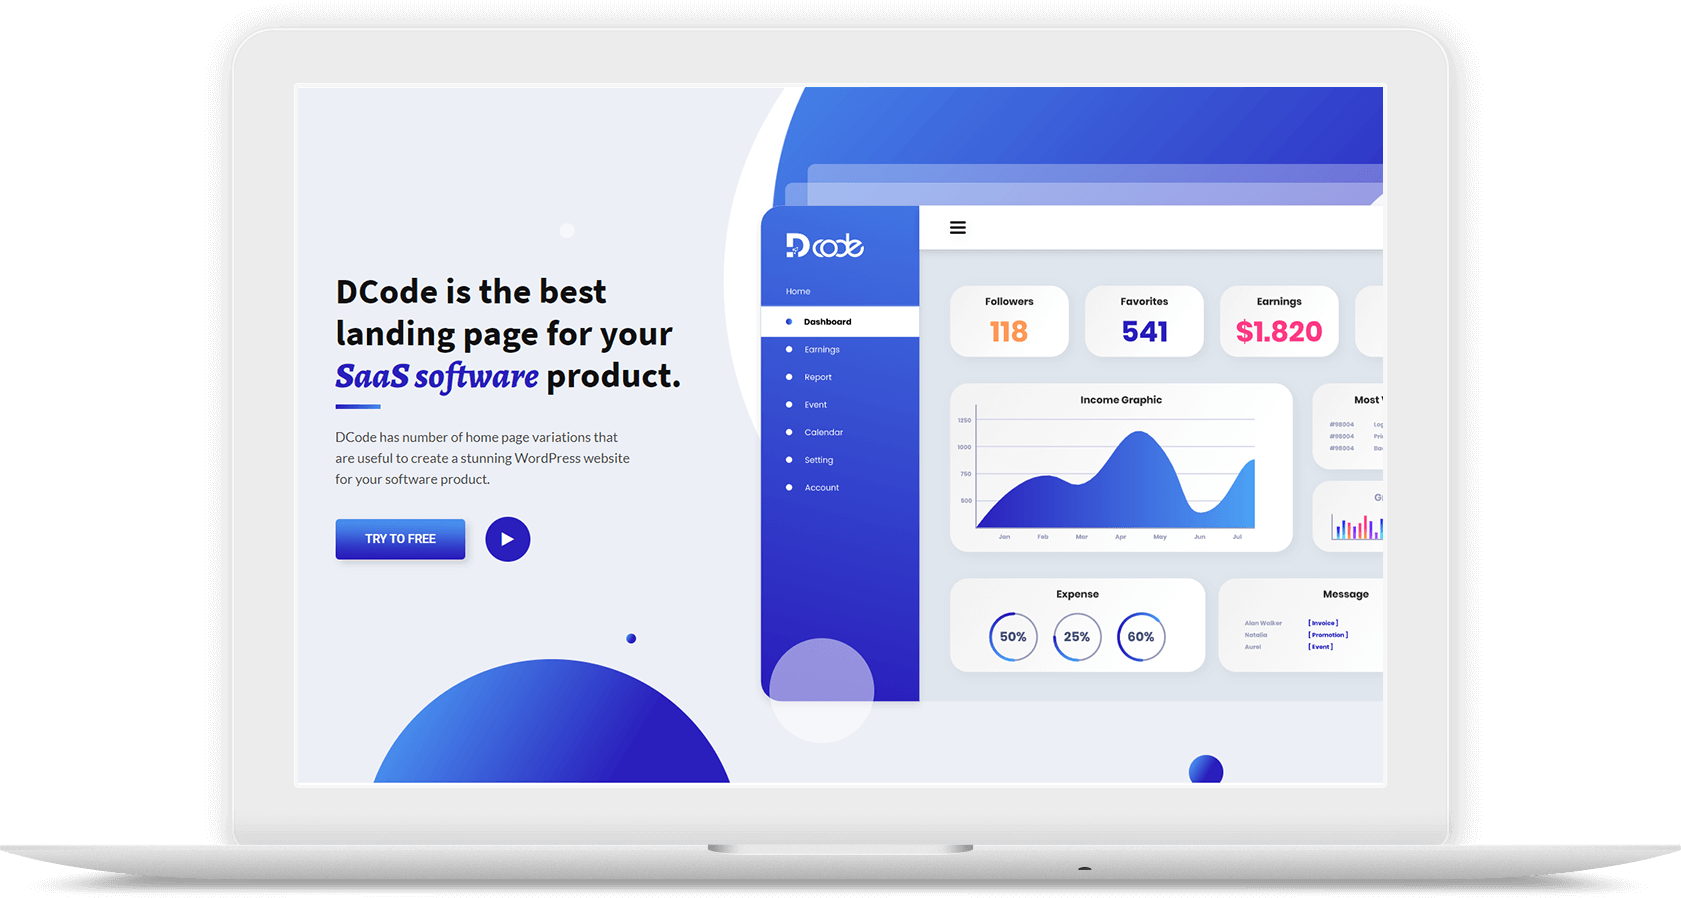 DCode is the best
landing page for your
SaaS software product.
DCode has number of home page variations that
are useful to create a stunning WordPress website
for your software product.
TRY TO FREE
Dcode
Home
Dashboard
Earnings
Report
Event
Calendar
Setting
Account
Followers
118
Favorites
541
Earnings
$1.820
Income Graphic
1250
1000
750
500
Jan Feb Mar Apr May Jun Jul
Most
#98004
#98004
#98004
Expense
50% 25% 60%
Message
Alan Walker [ Invoice ]
Natalia [ Promotion ]
Aurel [ Event ]